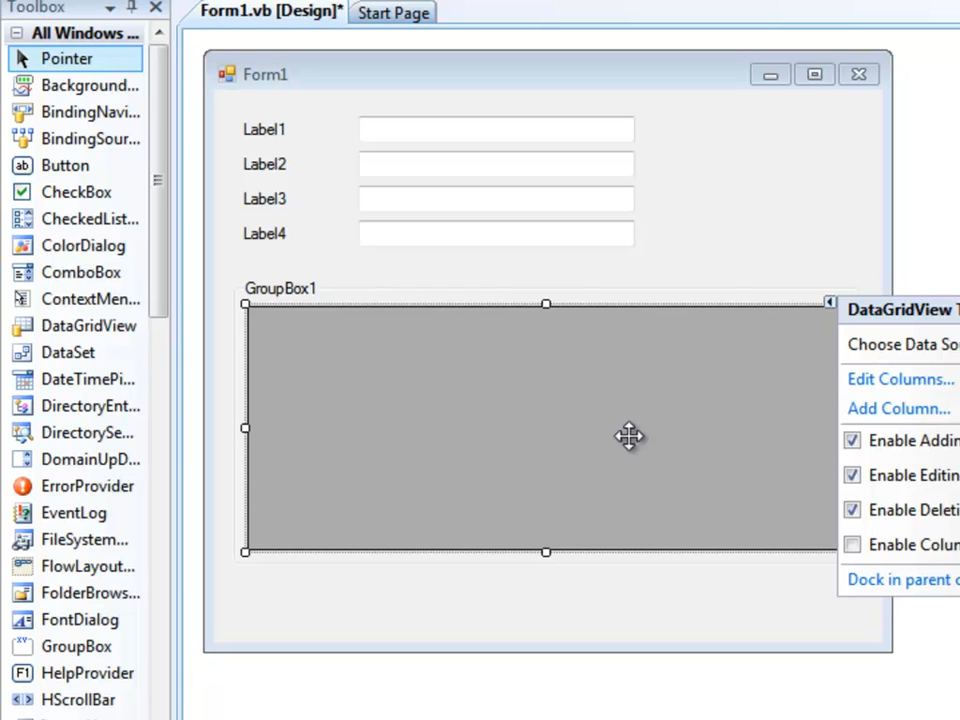 Toolbox
Form1.vb [Design]*
Start Page
All Windows ...
Pointer
Background...
BindingNavi...
BindingSour...
Button
CheckBox
CheckedList...
ColorDialog
ComboBox
ContextMen...
DataGridView
DataSet
DateTimePi...
DirectoryEnt...
DirectorySe...
DomainUpD...
ErrorProvider
EventLog
FileSystem...
FlowLayout...
FolderBrows...
FontDialog
GroupBox
HelpProvider
HScrollBar
Form1
Label1
Label2
Label3
Label4
GroupBox1
DataGridView T
Choose Data So
Edit Columns...
Add Column...
Enable Addin
Enable Editin
Enable Deleti
Enable Colun
Dock in parent c